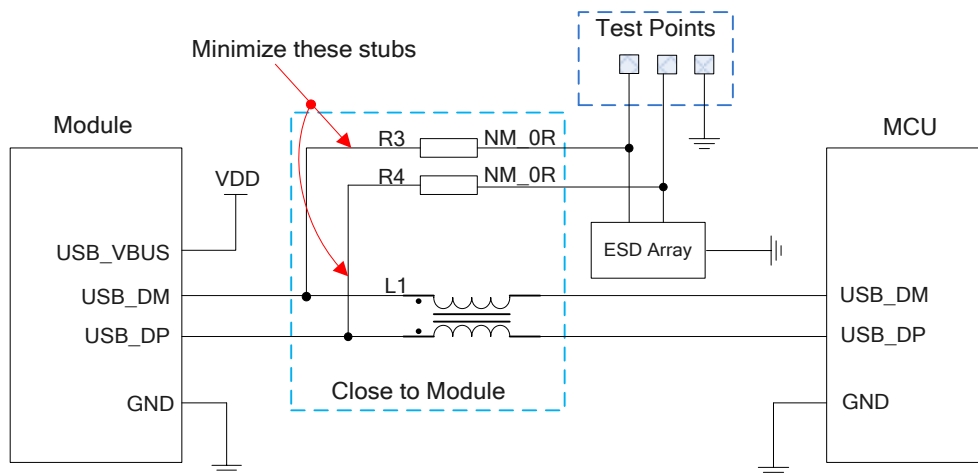 Test Points
Minimize these stubs
Module
MCU
R3
NM_0R
R4
NM_0R
VDD
ESD Array
USB_VBUS
USB_DM
L1
USB_DM
USB_DP
USB_DP
Close to Module
GND
GND